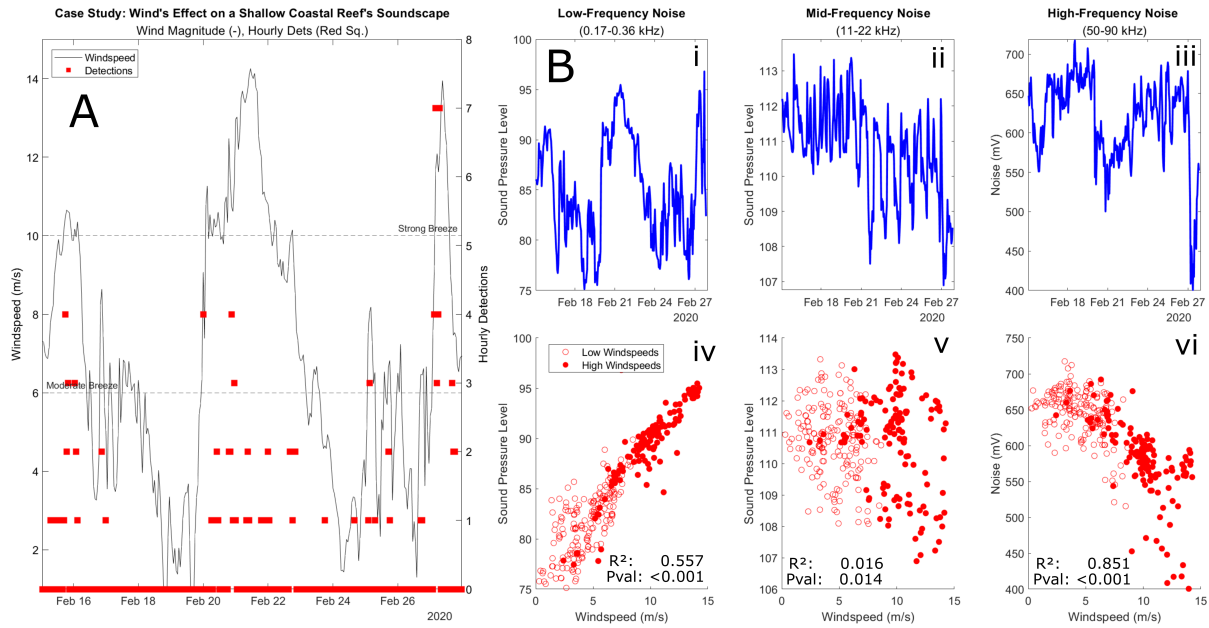 Case Study: Wind's Effect on a Shallow Coastal Reef's Soundscape
Wind Magnitude (-), Hourly Dets (Red Sq.)
Windspeed
Detections
A
Strong Breeze
Moderate Breeze
Windspeed (m/s)
2
4
6
8
10
12
14
Hourly Detections
0
1
2
3
4
5
6
7
8
Feb 16
Feb 18
Feb 20
Feb 22
Feb 24
Feb 26
2020
B
Low-Frequency Noise
(0.17-0.36 kHz)
i
Sound Pressure Level
100
95
90
85
80
75
Feb 18
Feb 21
Feb 24
Feb 27
2020
Mid-Frequency Noise
(11-22 kHz)
ii
Sound Pressure Level
113
112
111
110
109
108
107
Feb 18
Feb 21
Feb 24
Feb 27
2020
High-Frequency Noise
(50-90 kHz)
iii
Noise (mV)
700
650
600
550
500
450
400
Feb 18
Feb 21
Feb 24
Feb 27
2020
iv
Low Windspeeds
High Windspeeds
Sound Pressure Level
100
95
90
85
80
75
R²: 0.557
Pval: <0.001
0
5
10
15
Windspeed (m/s)
v
Sound Pressure Level
114
113
112
111
110
109
108
107
106
R²: 0.016
Pval: 0.014
0
5
10
15
Windspeed (m/s)
vi
Noise (mV)
750
700
650
600
550
500
450
400
R²: 0.851
Pval: <0.001
0
5
10
15
Windspeed (m/s)